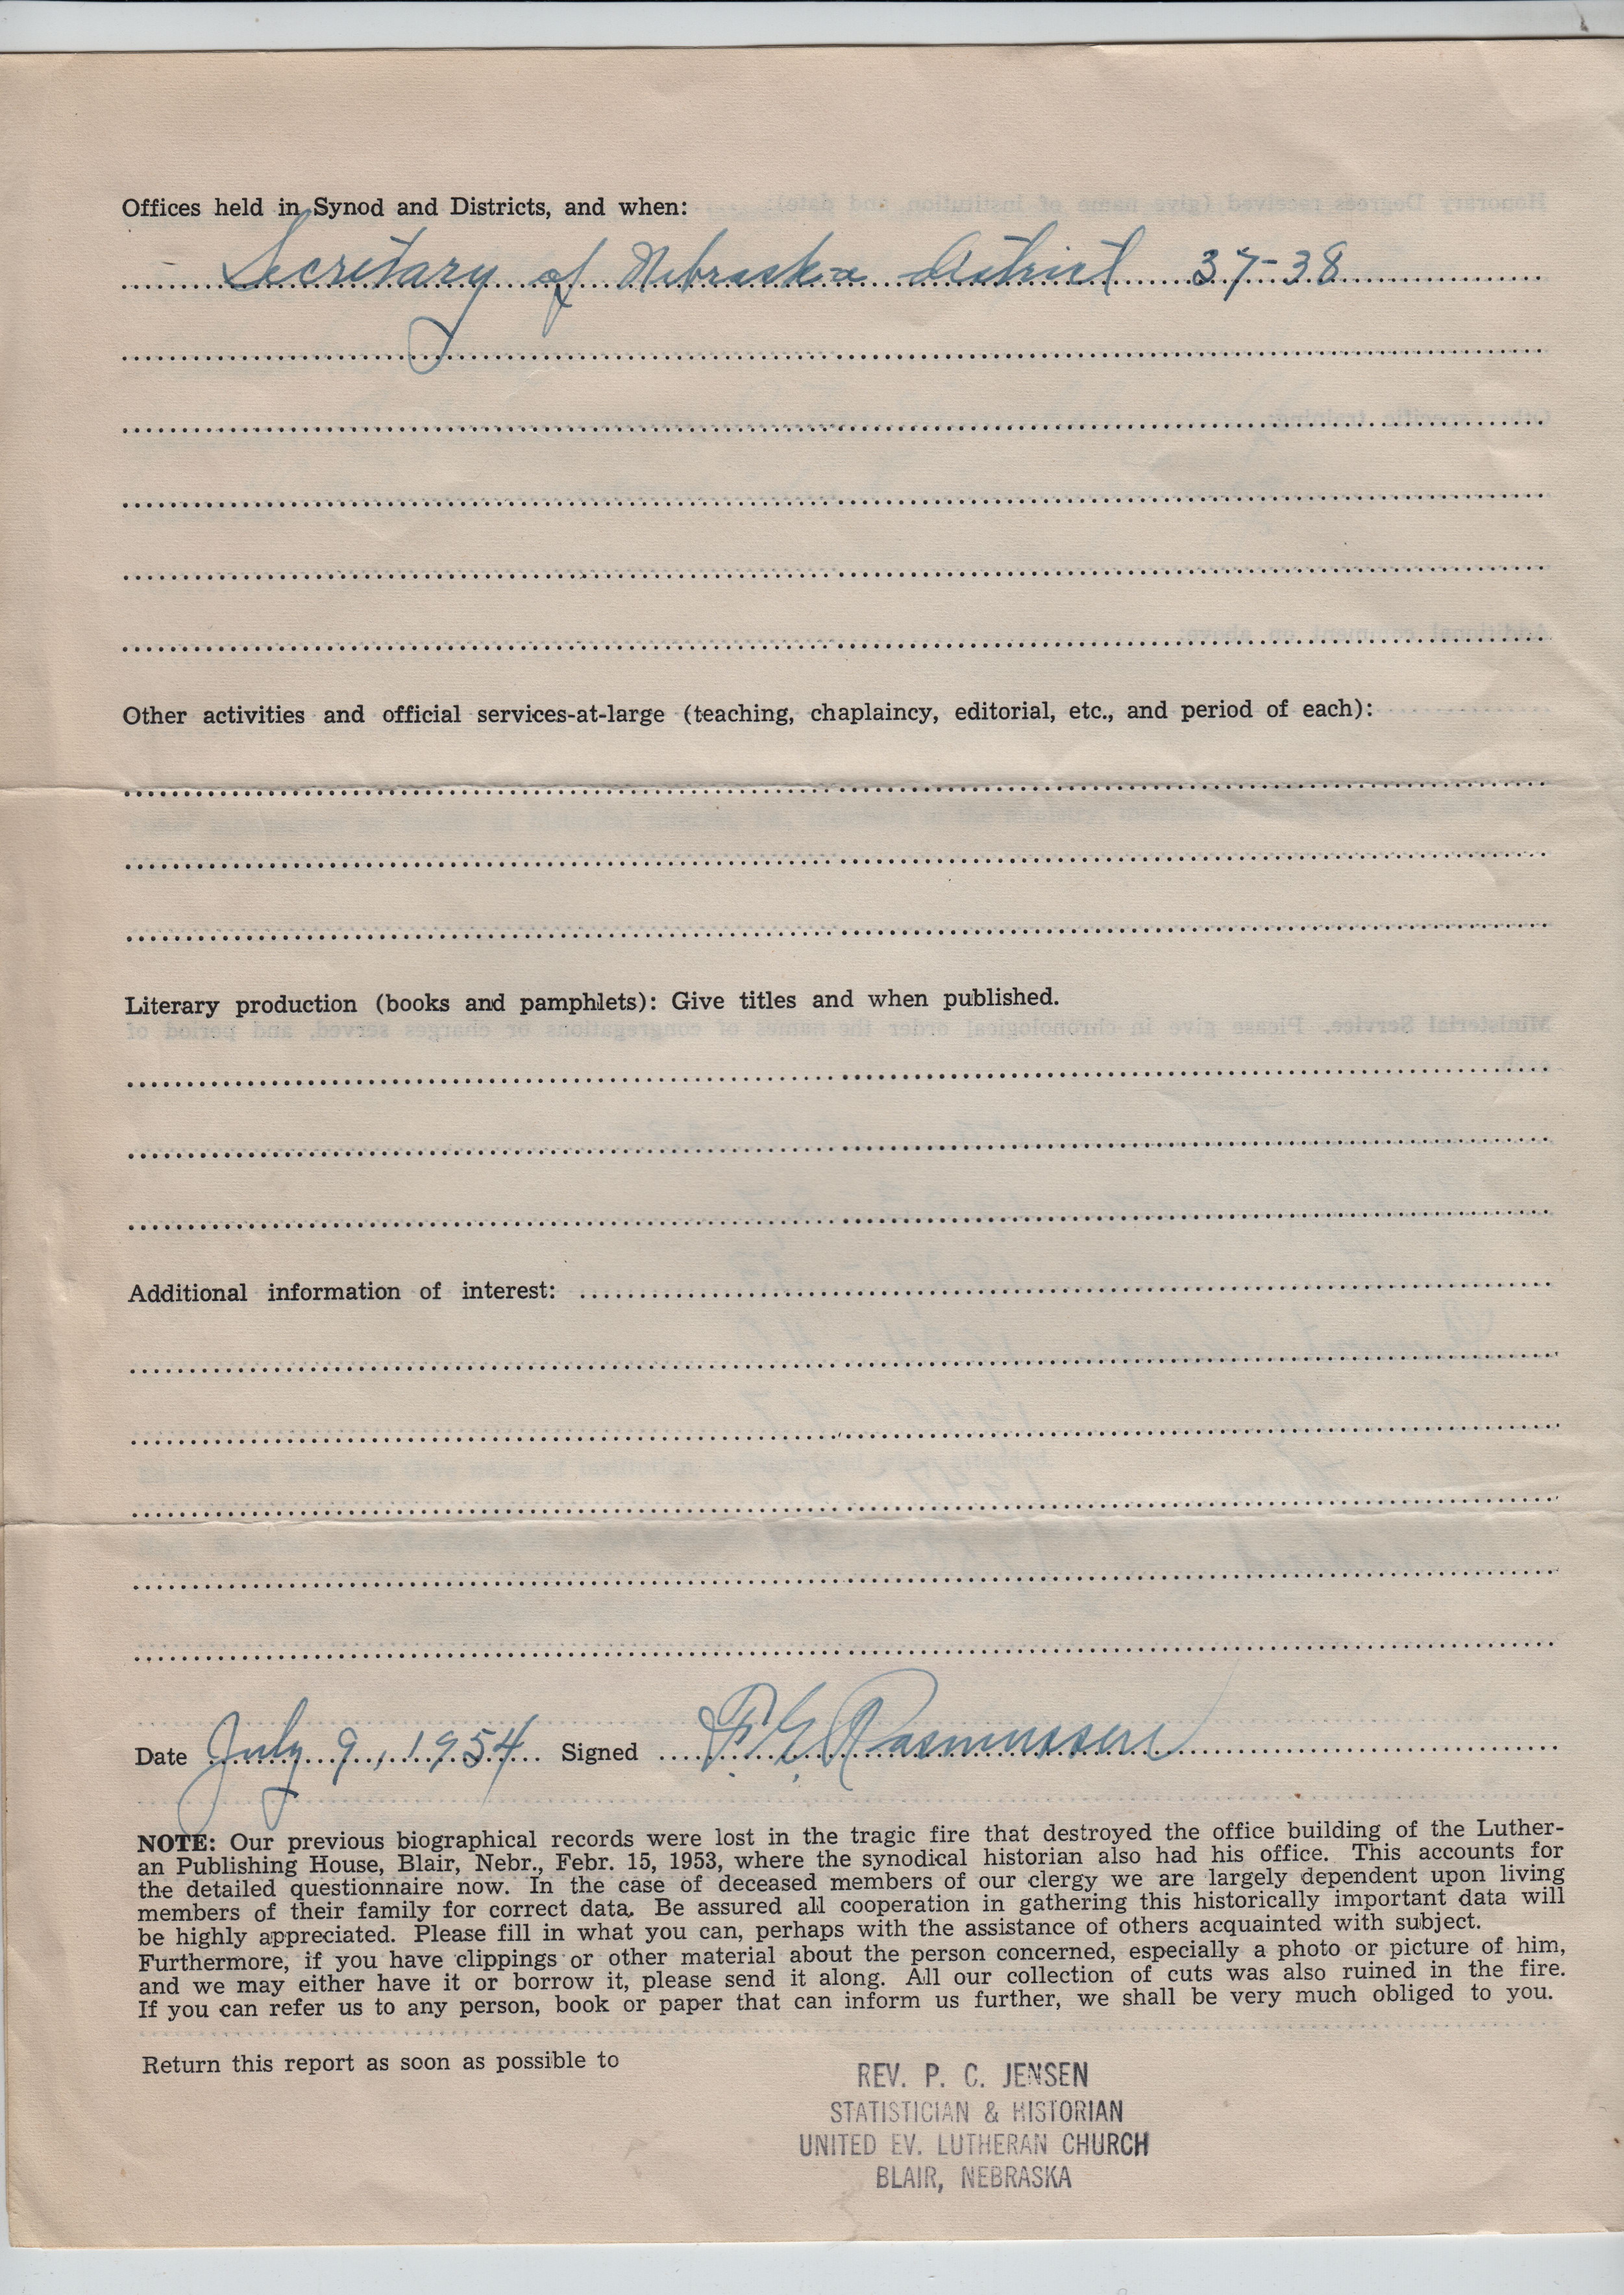 Offices held in Synod and Districts, and when:
Secretary of Nebraska district 37-38
Other activities and official services-at-large (teaching, chaplaincy, editorial, etc., and period of each):
Literary production (books and pamphlets): Give titles and when published.
Additional information of interest:
Date July 9, 1954 Signed P. E. Rasmussen
NOTE: Our previous biographical records were lost in the tragic fire that destroyed the office building of the Luther-
an Publishing House, Blair, Nebr., Febr. 15, 1953, where the synodical historian also had his office. This accounts for
the detailed questionnaire now. In the case of deceased members of our clergy we are largely dependent upon living
members of their family for correct data. Be assured all cooperation in gathering this historically important data will
be highly appreciated. Please fill in what you can, perhaps with the assistance of others acquainted with subject.
Furthermore, if you have clippings or other material about the person concerned, especially a photo or picture of him,
and we may either have it or borrow it, please send it along. All our collection of cuts was also ruined in the fire.
If you can refer us to any person, book or paper that can inform us further, we shall be very much obliged to you.
Return this report as soon as possible to
REV. P. C. JENSEN
STATISTICIAN & HISTORIAN
UNITED EV. LUTHERAN CHURCH
BLAIR, NEBRASKA